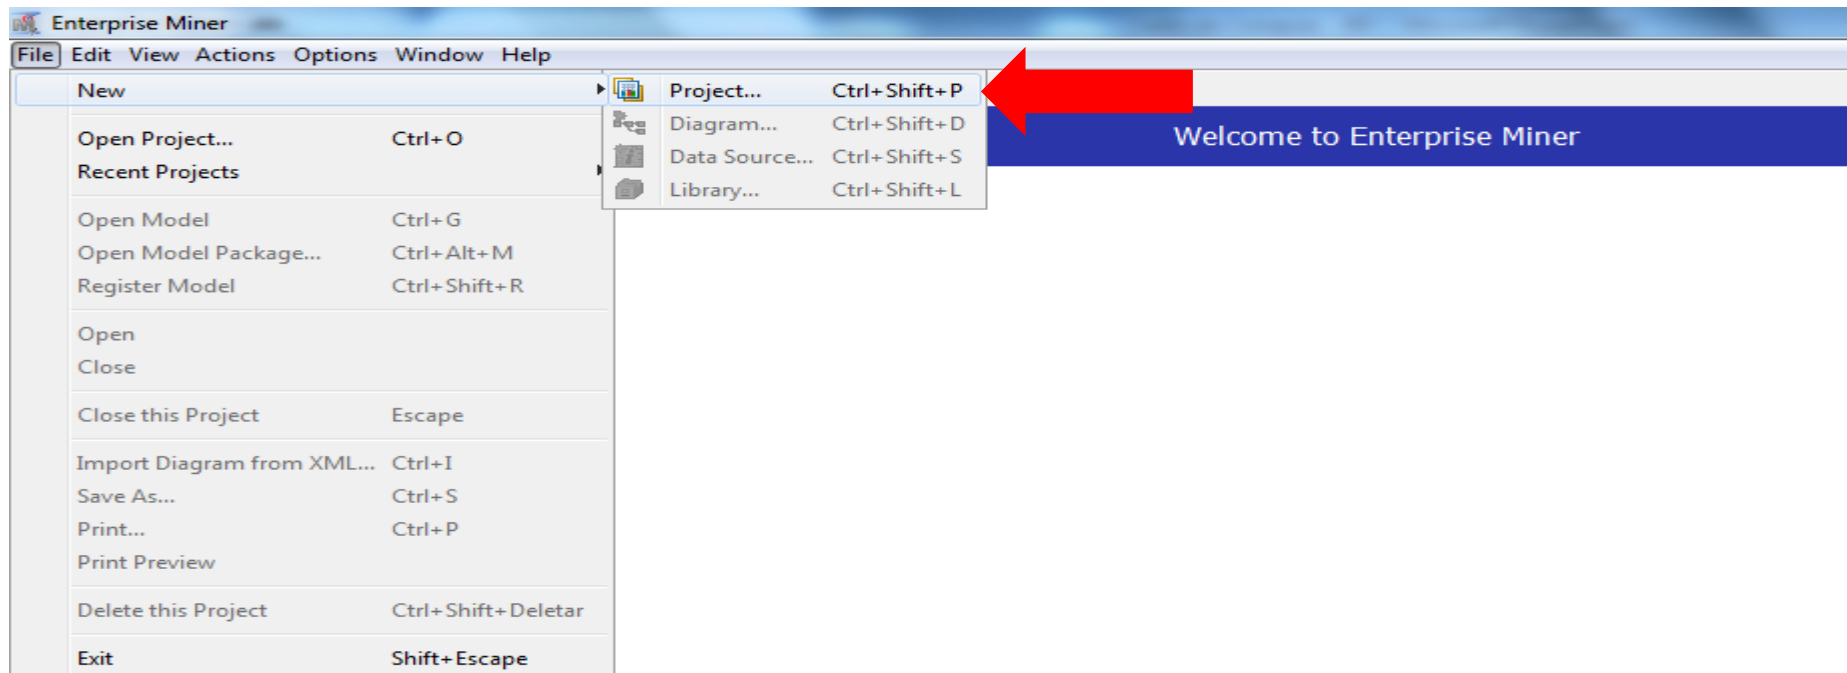 Enterprise Miner
File Edit View Actions Options Window Help
New
Project... Ctrl+Shift+P
Diagram... Ctrl+Shift+D
Data Source... Ctrl+Shift+S
Library... Ctrl+Shift+L
Welcome to Enterprise Miner
Open Project... Ctrl+O
Recent Projects
Open Model Ctrl+G
Open Model Package... Ctrl+Alt+M
Register Model Ctrl+Shift+R
Open
Close
Close this Project Escape
Import Diagram from XML... Ctrl+I
Save As... Ctrl+S
Print... Ctrl+P
Print Preview
Delete this Project Ctrl+Shift+Deletar
Exit Shift+Escape